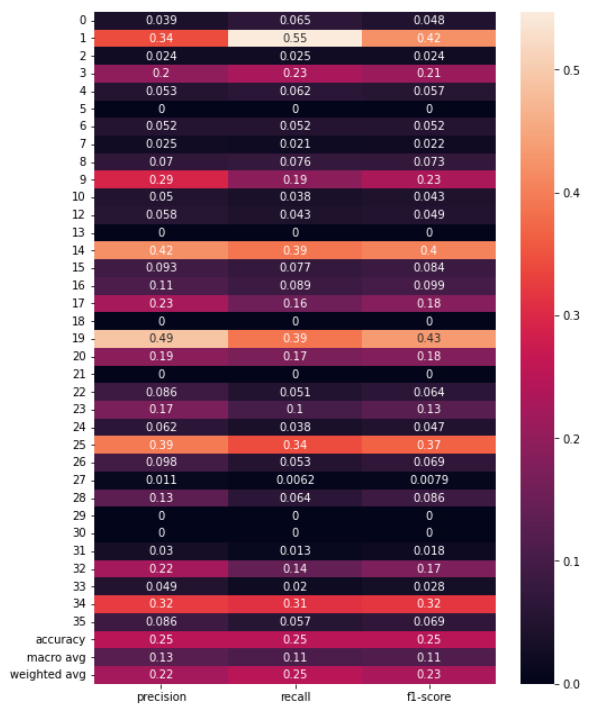 0 0.039 0.065 0.048
1 0.34 0.55 0.42
2 0.024 0.025 0.024
3 0.2 0.23 0.21
4 0.053 0.062 0.057
5 0 0 0
6 0.052 0.052 0.052
7 0.025 0.021 0.022
8 0.07 0.076 0.073
9 0.29 0.19 0.23
10 0.05 0.038 0.043
12 0.058 0.043 0.049
13 0 0 0
14 0.42 0.39 0.4
15 0.093 0.077 0.084
16 0.11 0.089 0.099
17 0.23 0.16 0.18
18 0 0 0
19 0.49 0.39 0.43
20 0.19 0.17 0.18
21 0 0 0
22 0.086 0.051 0.064
23 0.17 0.1 0.13
24 0.062 0.038 0.047
25 0.39 0.34 0.37
26 0.098 0.053 0.069
27 0.011 0.0062 0.0079
28 0.13 0.064 0.086
29 0 0 0
30 0 0 0
31 0.03 0.013 0.018
32 0.22 0.14 0.17
33 0.049 0.02 0.028
34 0.32 0.31 0.32
35 0.086 0.057 0.069
accuracy 0.25 0.25 0.25
macro avg 0.13 0.11 0.11
weighted avg 0.22 0.25 0.23
precision recall f1-score
0.5
0.4
0.3
0.2
0.1
0.0